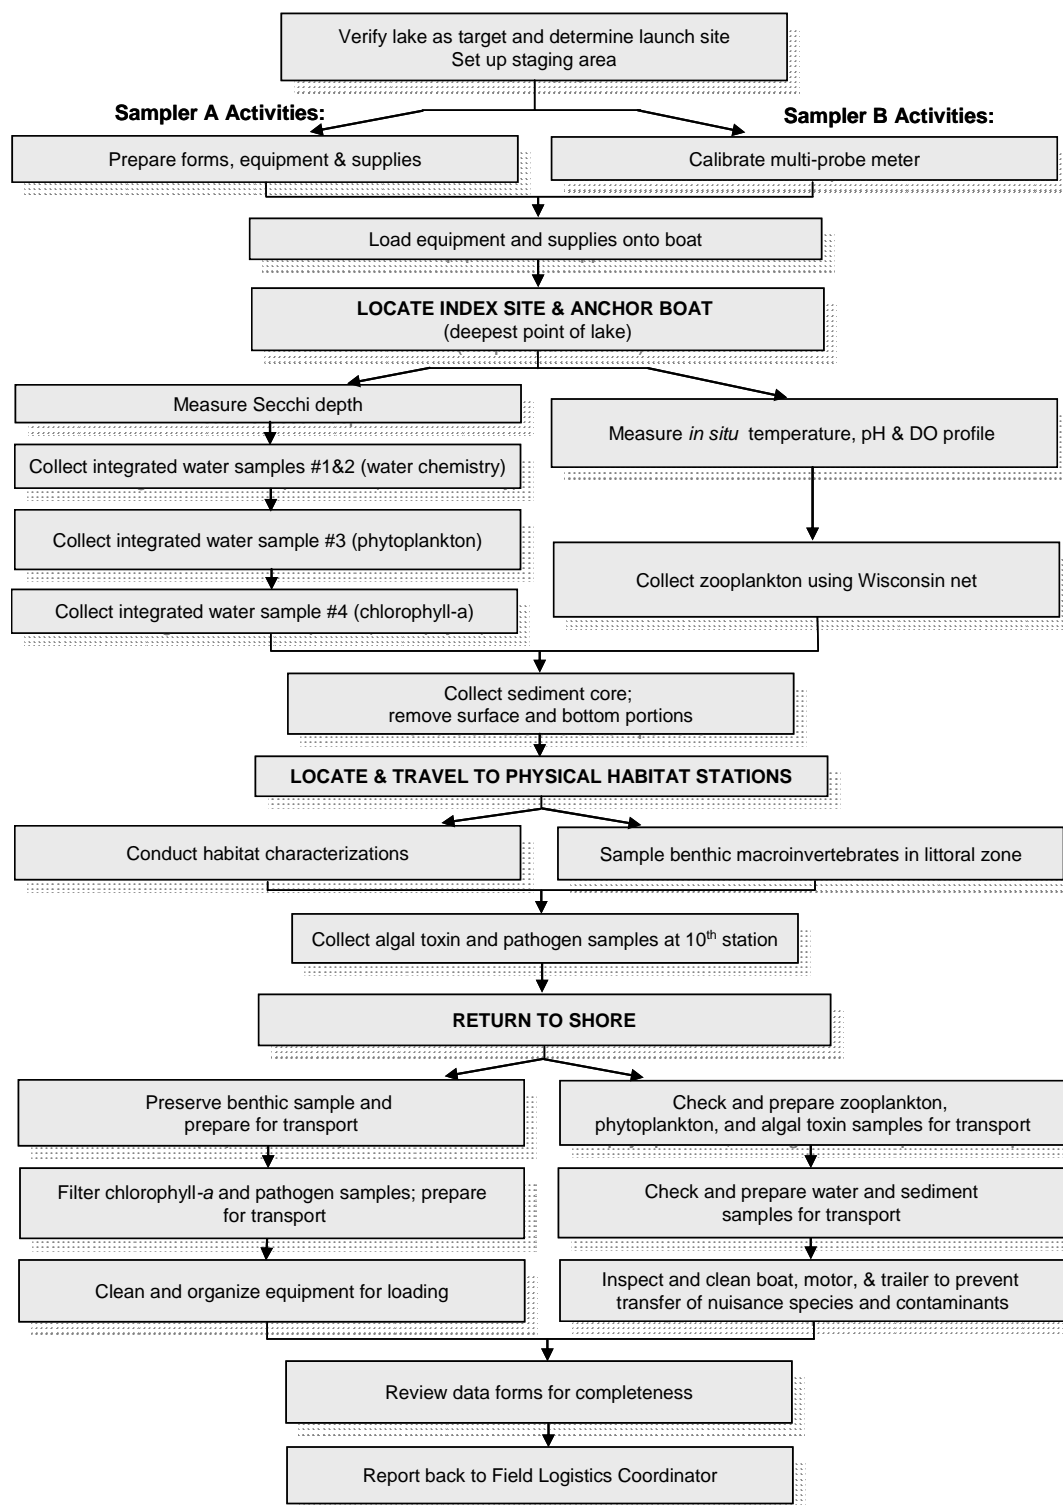 Verify lake as target and determine launch site
Set up staging area
Sampler A Activities:
Sampler B Activities:
Prepare forms, equipment & supplies
Calibrate multi-probe meter
Load equipment and supplies onto boat
LOCATE INDEX SITE & ANCHOR BOAT
(deepest point of lake)
Measure Secchi depth
Measure in situ temperature, pH & DO profile
Collect integrated water samples #1&2 (water chemistry)
Collect integrated water sample #3 (phytoplankton)
Collect zooplankton using Wisconsin net
Collect integrated water sample #4 (chlorophyll-a)
Collect sediment core;
remove surface and bottom portions
LOCATE & TRAVEL TO PHYSICAL HABITAT STATIONS
Conduct habitat characterizations
Sample benthic macroinvertebrates in littoral zone
Collect algal toxin and pathogen samples at 10th station
RETURN TO SHORE
Preserve benthic sample and
prepare for transport
Check and prepare zooplankton,
phytoplankton, and algal toxin samples for transport
Filter chlorophyll-a and pathogen samples; prepare
for transport
Check and prepare water and sediment
samples for transport
Clean and organize equipment for loading
Inspect and clean boat, motor, & trailer to prevent
transfer of nuisance species and contaminants
Review data forms for completeness
Report back to Field Logistics Coordinator